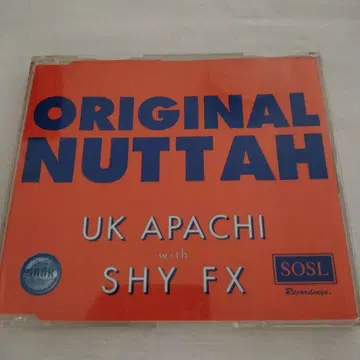 ORIGINAL
NUTTAH
UK APACHI
with
SHY FX
SOSL
Recordings.